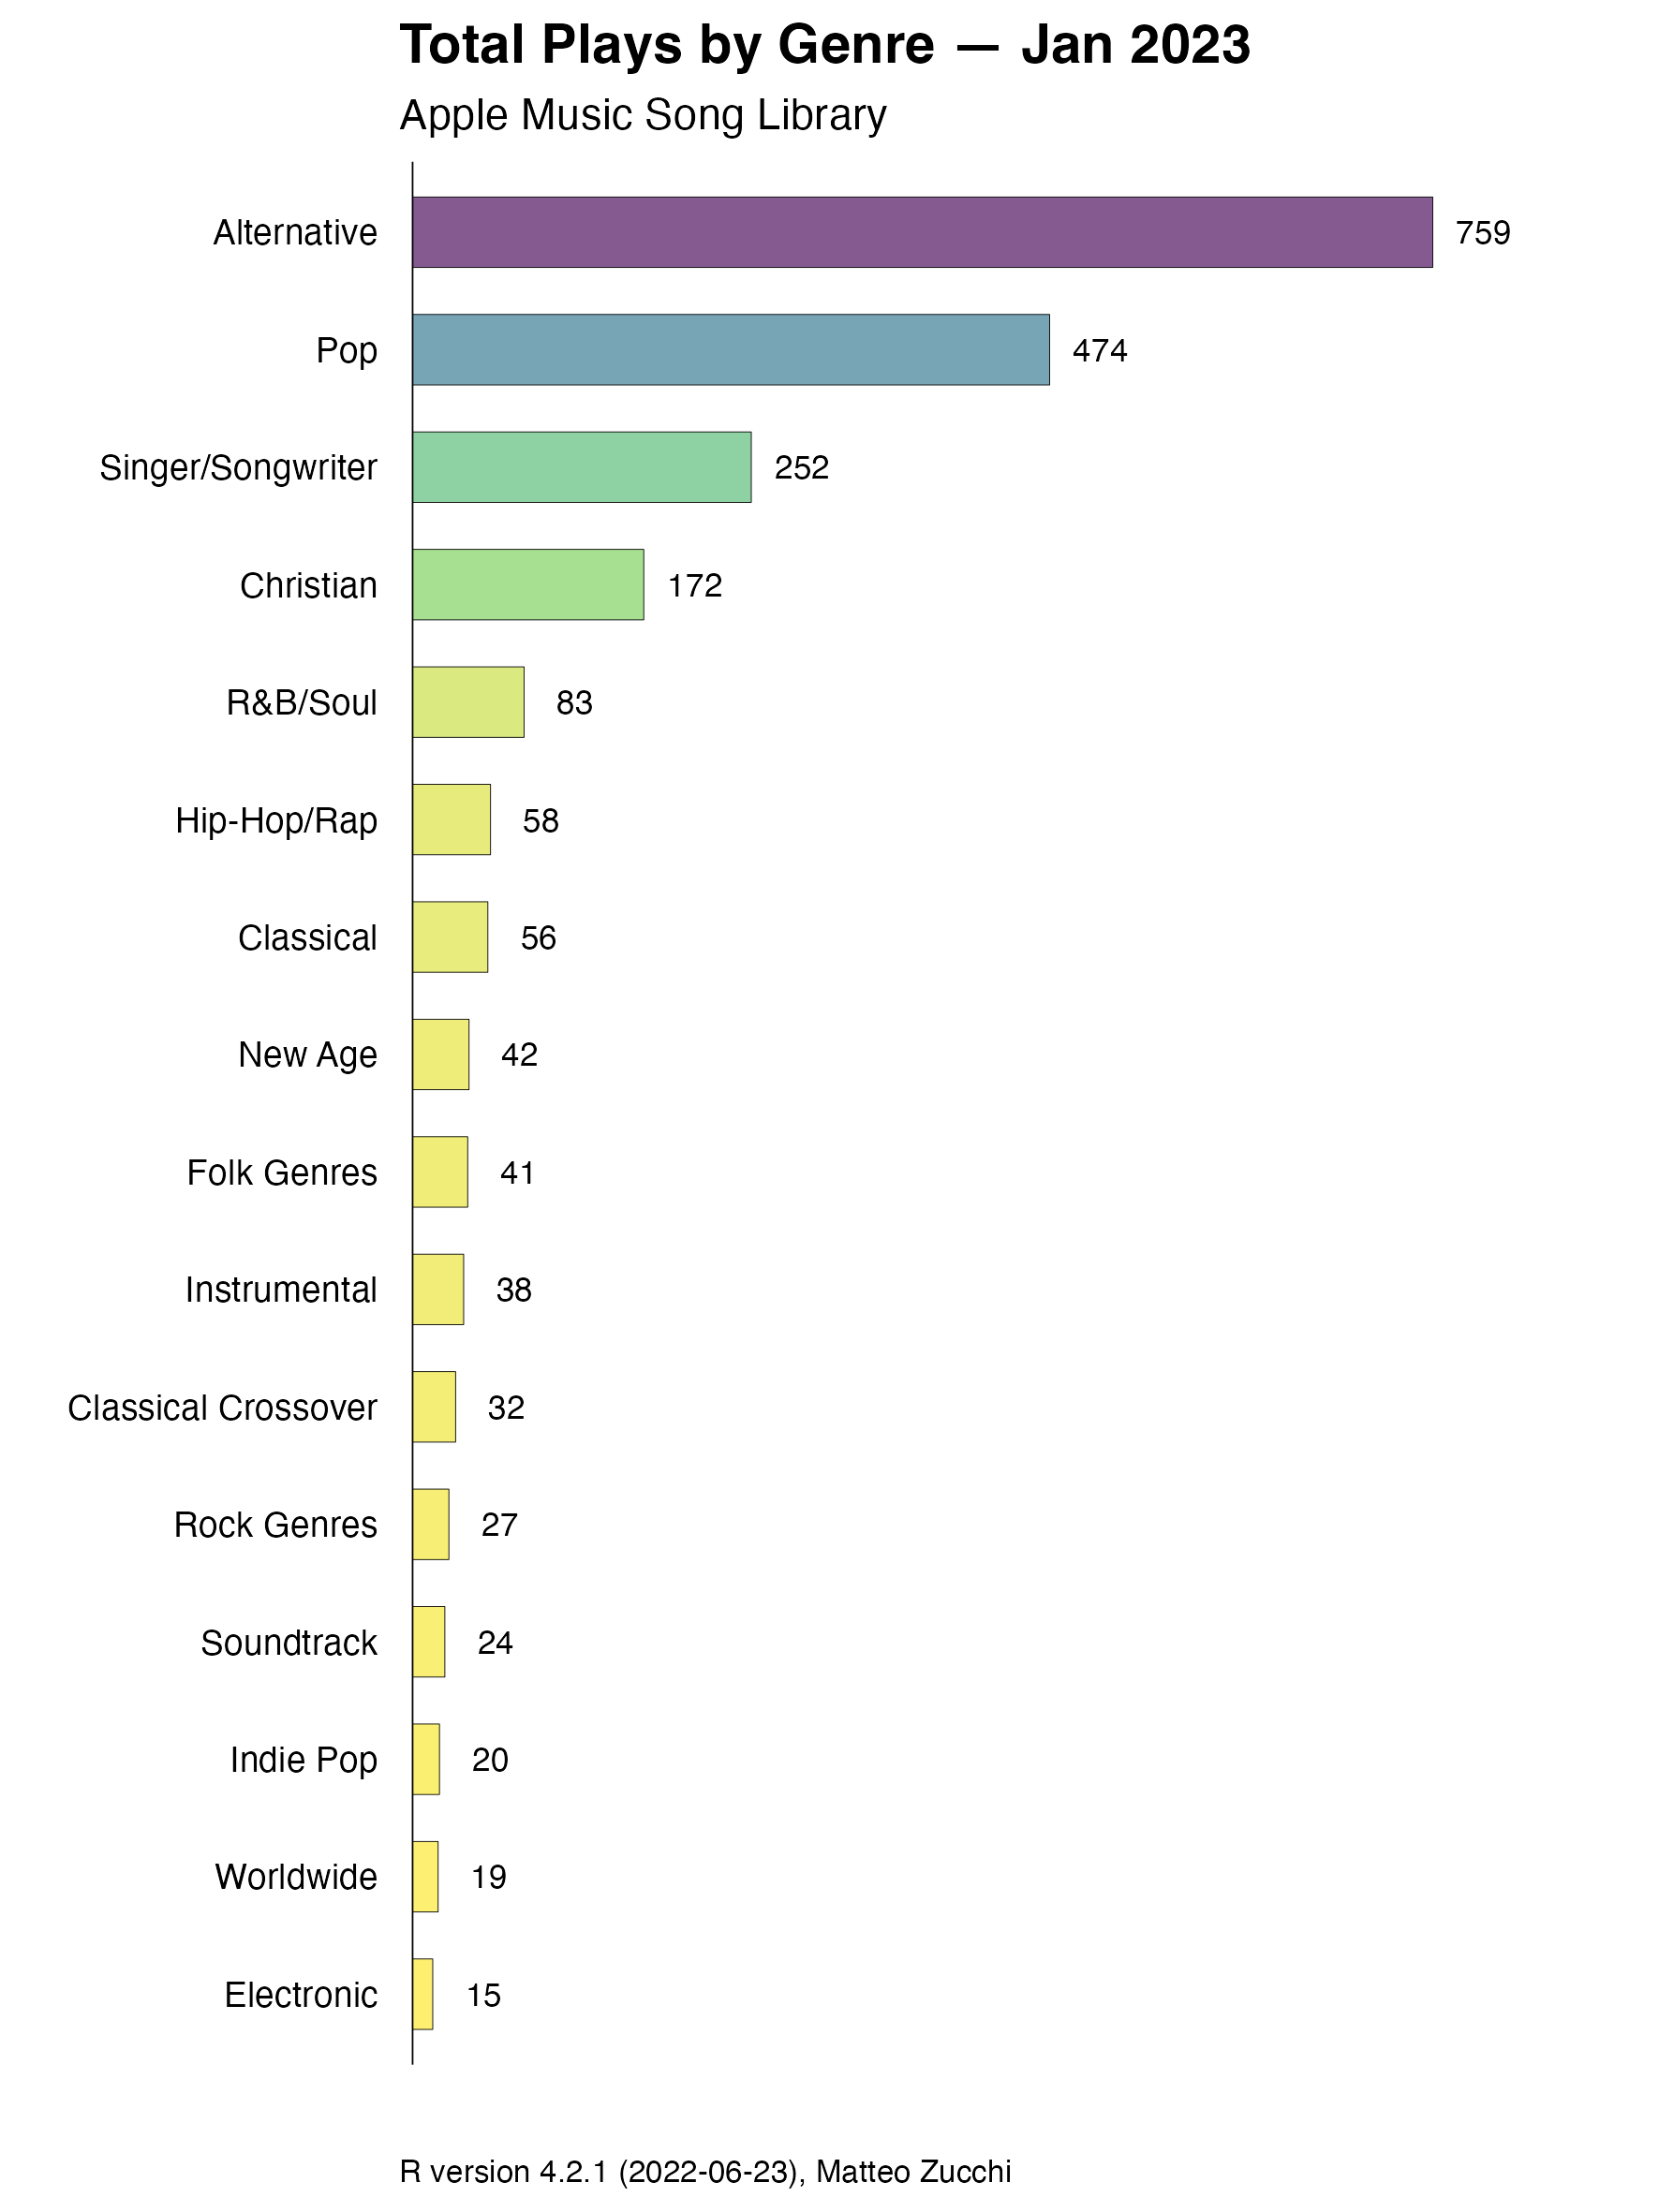 Total Plays by Genre — Jan 2023
Apple Music Song Library
Alternative 759
Pop 474
Singer/Songwriter 252
Christian 172
R&B/Soul 83
Hip-Hop/Rap 58
Classical 56
New Age 42
Folk Genres 41
Instrumental 38
Classical Crossover 32
Rock Genres 27
Soundtrack 24
Indie Pop 20
Worldwide 19
Electronic 15
R version 4.2.1 (2022-06-23), Matteo Zucchi